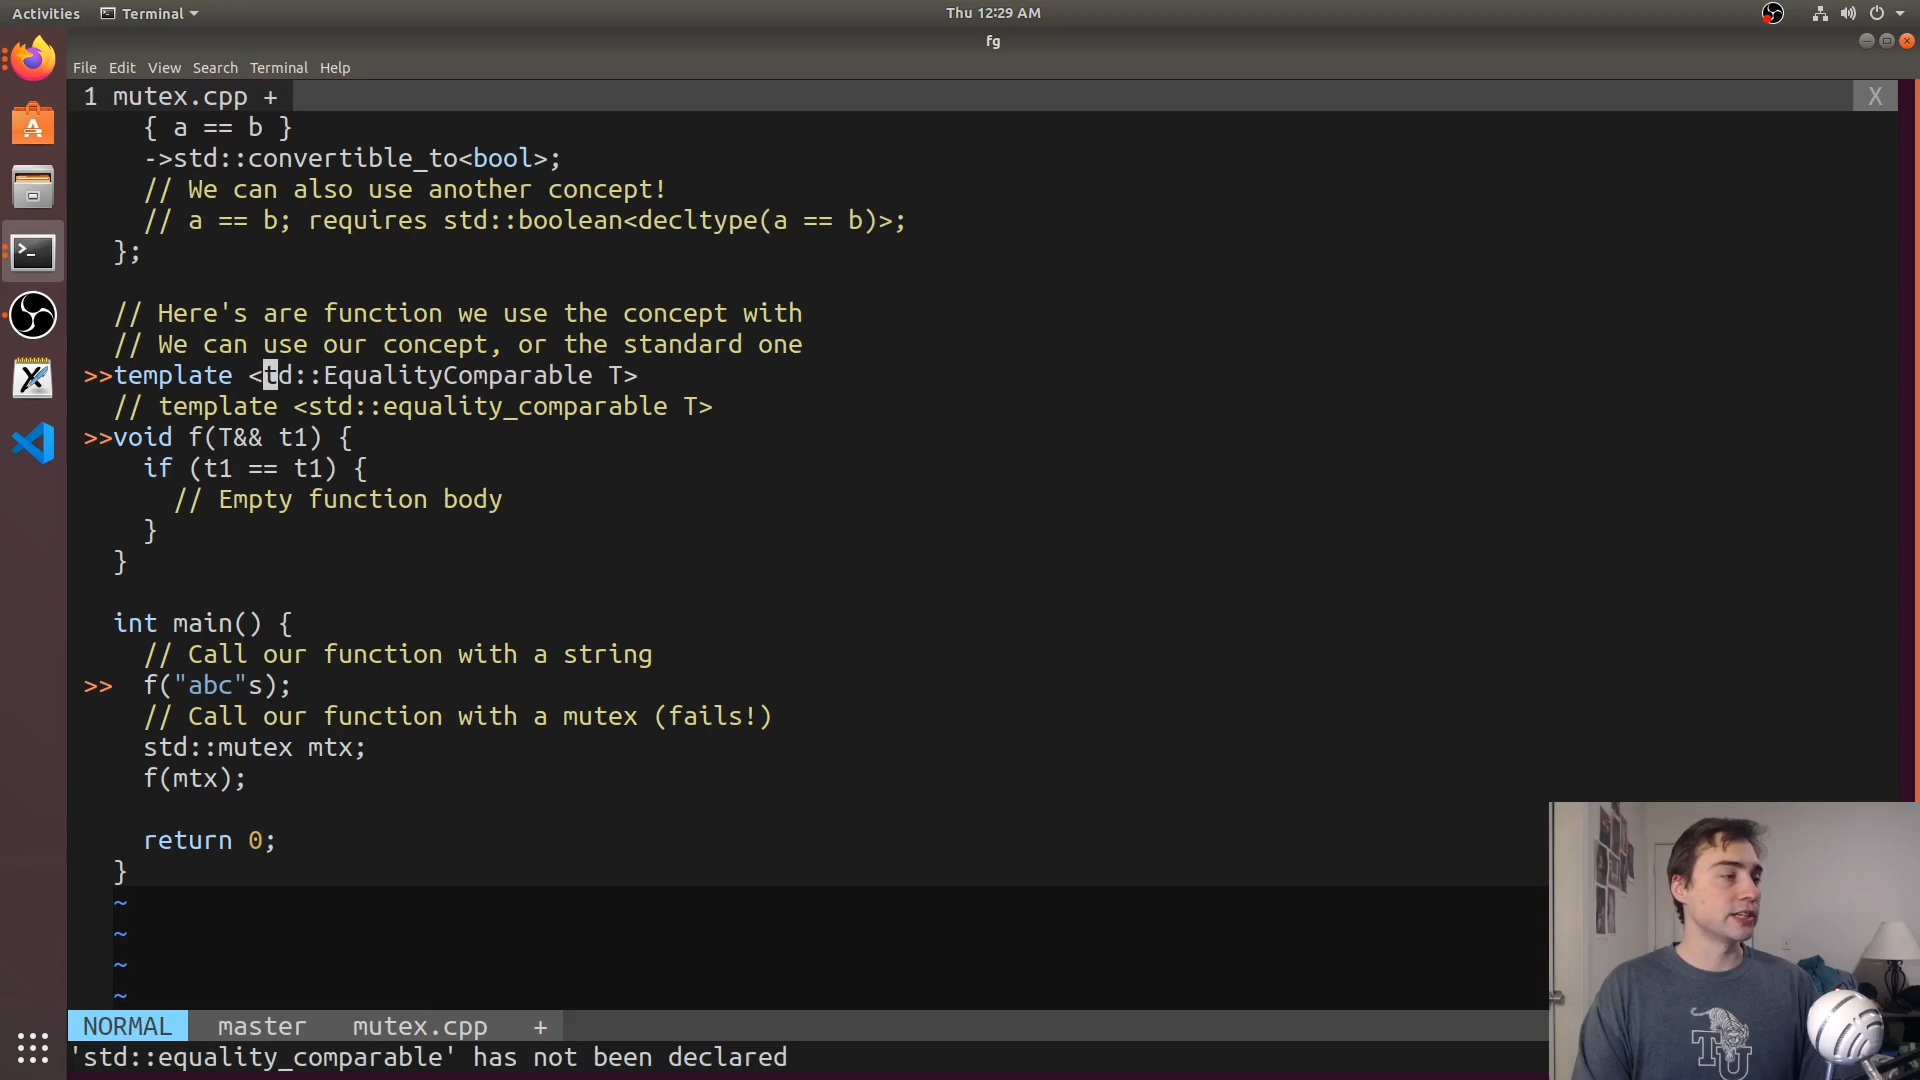 Activities Terminal Thu 12:29 AM
fg
File Edit View Search Terminal Help
1 mutex.cpp + X
{ a == b }
->std::convertible_to<bool>;
// We can also use another concept!
// a == b; requires std::boolean<decltype(a == b)>;
};
// Here's are function we use the concept with
// We can use our concept, or the standard one
>>template <td::EqualityComparable T>
// template <std::equality_comparable T>
>>void f(T&& t1) {
if (t1 == t1) {
// Empty function body
}
}
int main() {
// Call our function with a string
>> f("abc"s);
// Call our function with a mutex (fails!)
std::mutex mtx;
f(mtx);
return 0;
}
~
~
~
~
NORMAL master mutex.cpp +
'std::equality_comparable' has not been declared
TU